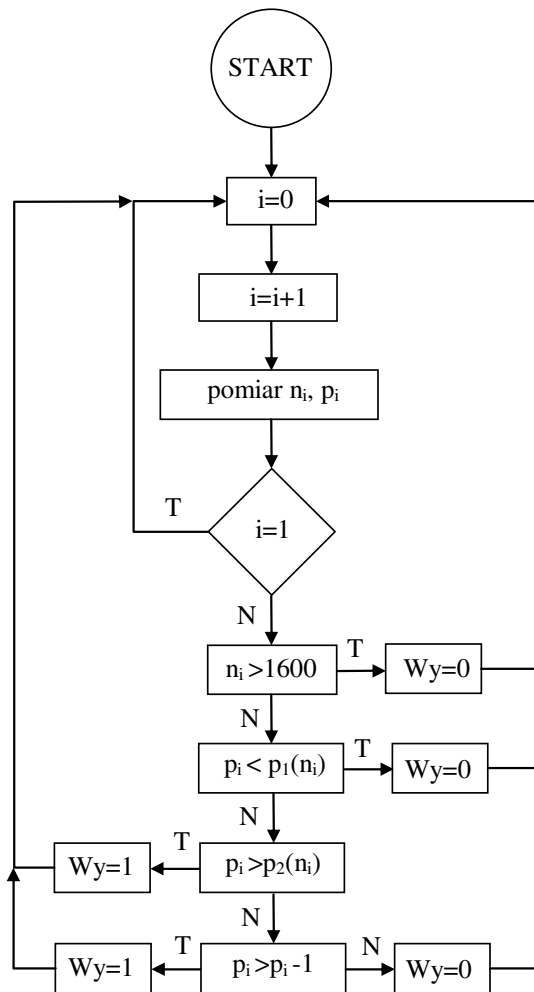 START
i=0
i=i+1
pomiar nᵢ, pᵢ
T
i=1
N
nᵢ >1600
T
Wy=0
N
pᵢ < p₁(nᵢ)
T
Wy=0
N
Wy=1
T
pᵢ >p₂(nᵢ)
N
Wy=1
T
pᵢ >pᵢ -1
N
Wy=0